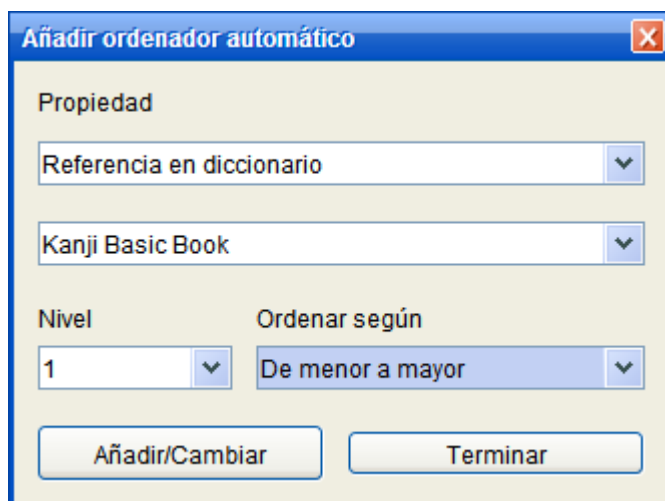 Añadir ordenador automático
Propiedad
Referencia en diccionario
Kanji Basic Book
Nivel Ordenar según
1 De menor a mayor
Añadir/Cambiar Terminar